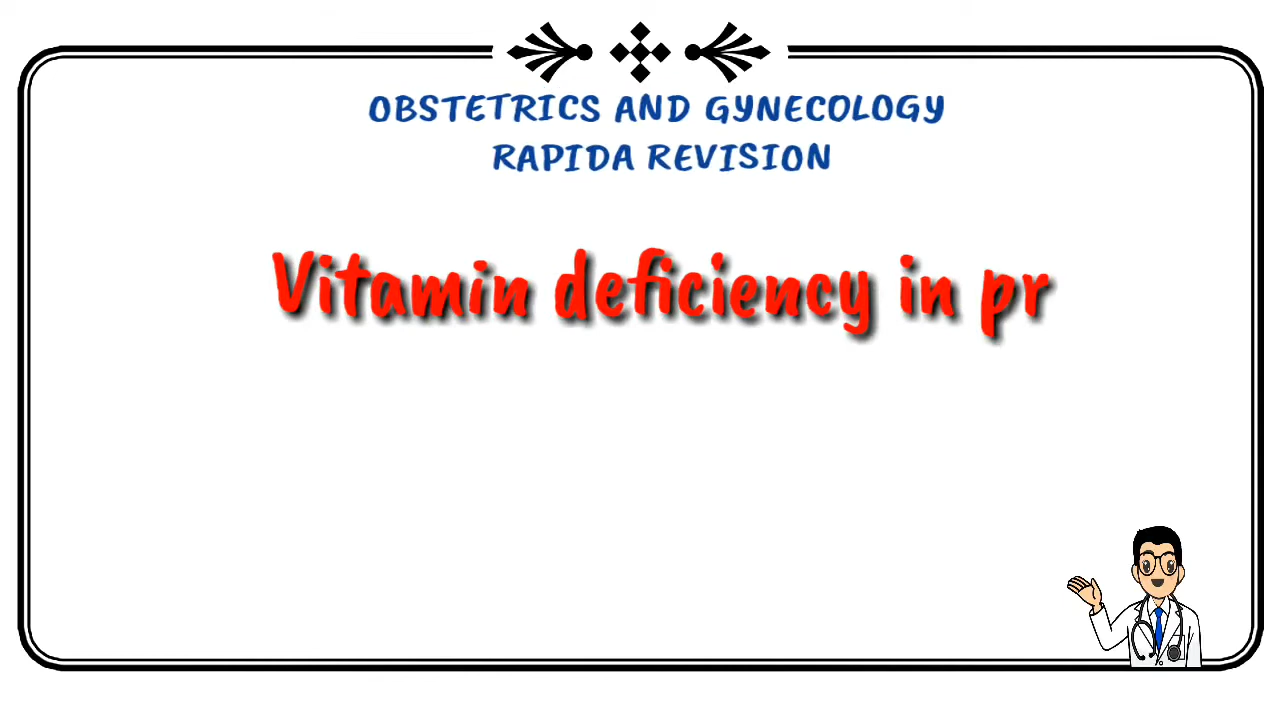 OBSTETRICS AND GYNECOLOGY
RAPIDA REVISION
Vitamin deficiency in pr